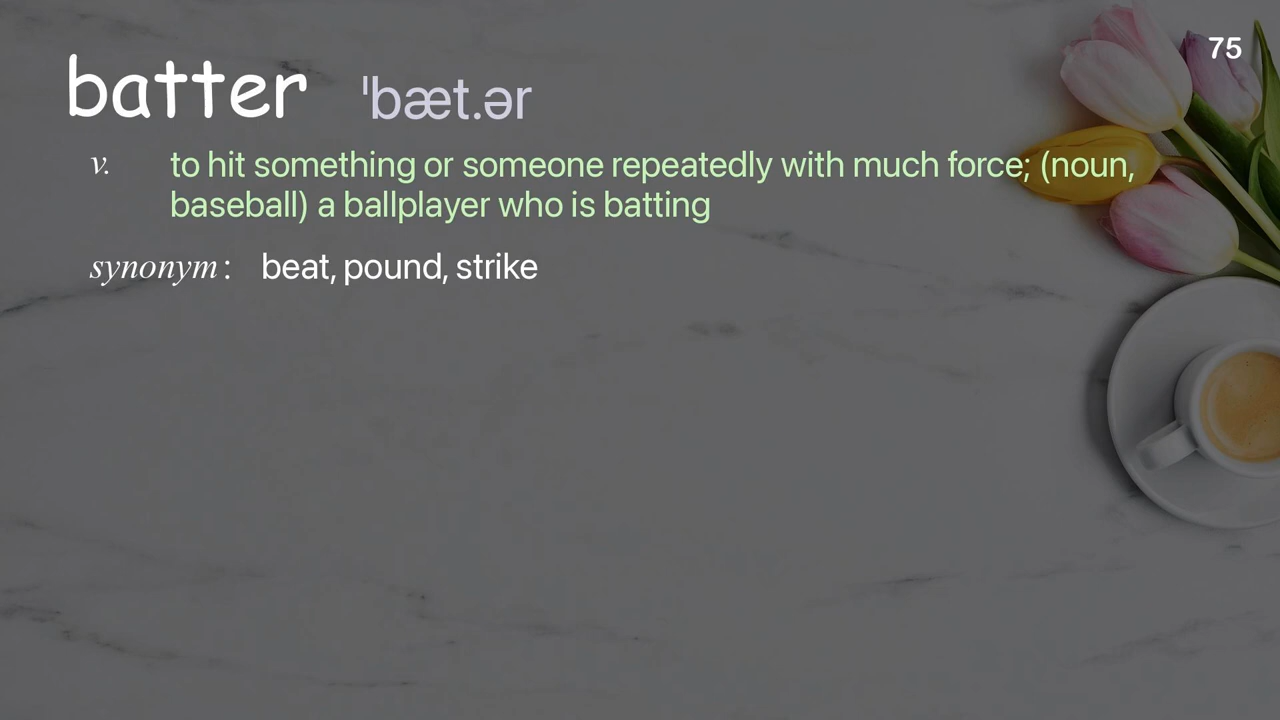 75
batter ˈbæt.ər
v. to hit something or someone repeatedly with much force; (noun,
baseball) a ballplayer who is batting
synonym: beat, pound, strike